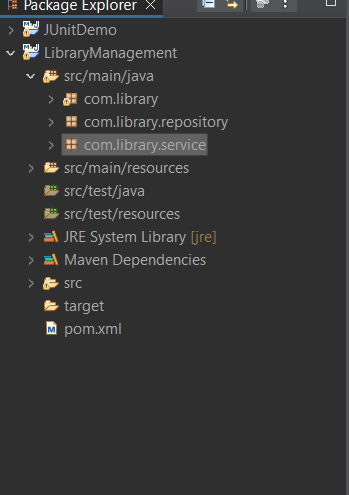 Package Explorer
JUnitDemo
LibraryManagement
src/main/java
com.library
com.library.repository
com.library.service
src/main/resources
src/test/java
src/test/resources
JRE System Library [jre]
Maven Dependencies
src
target
pom.xml